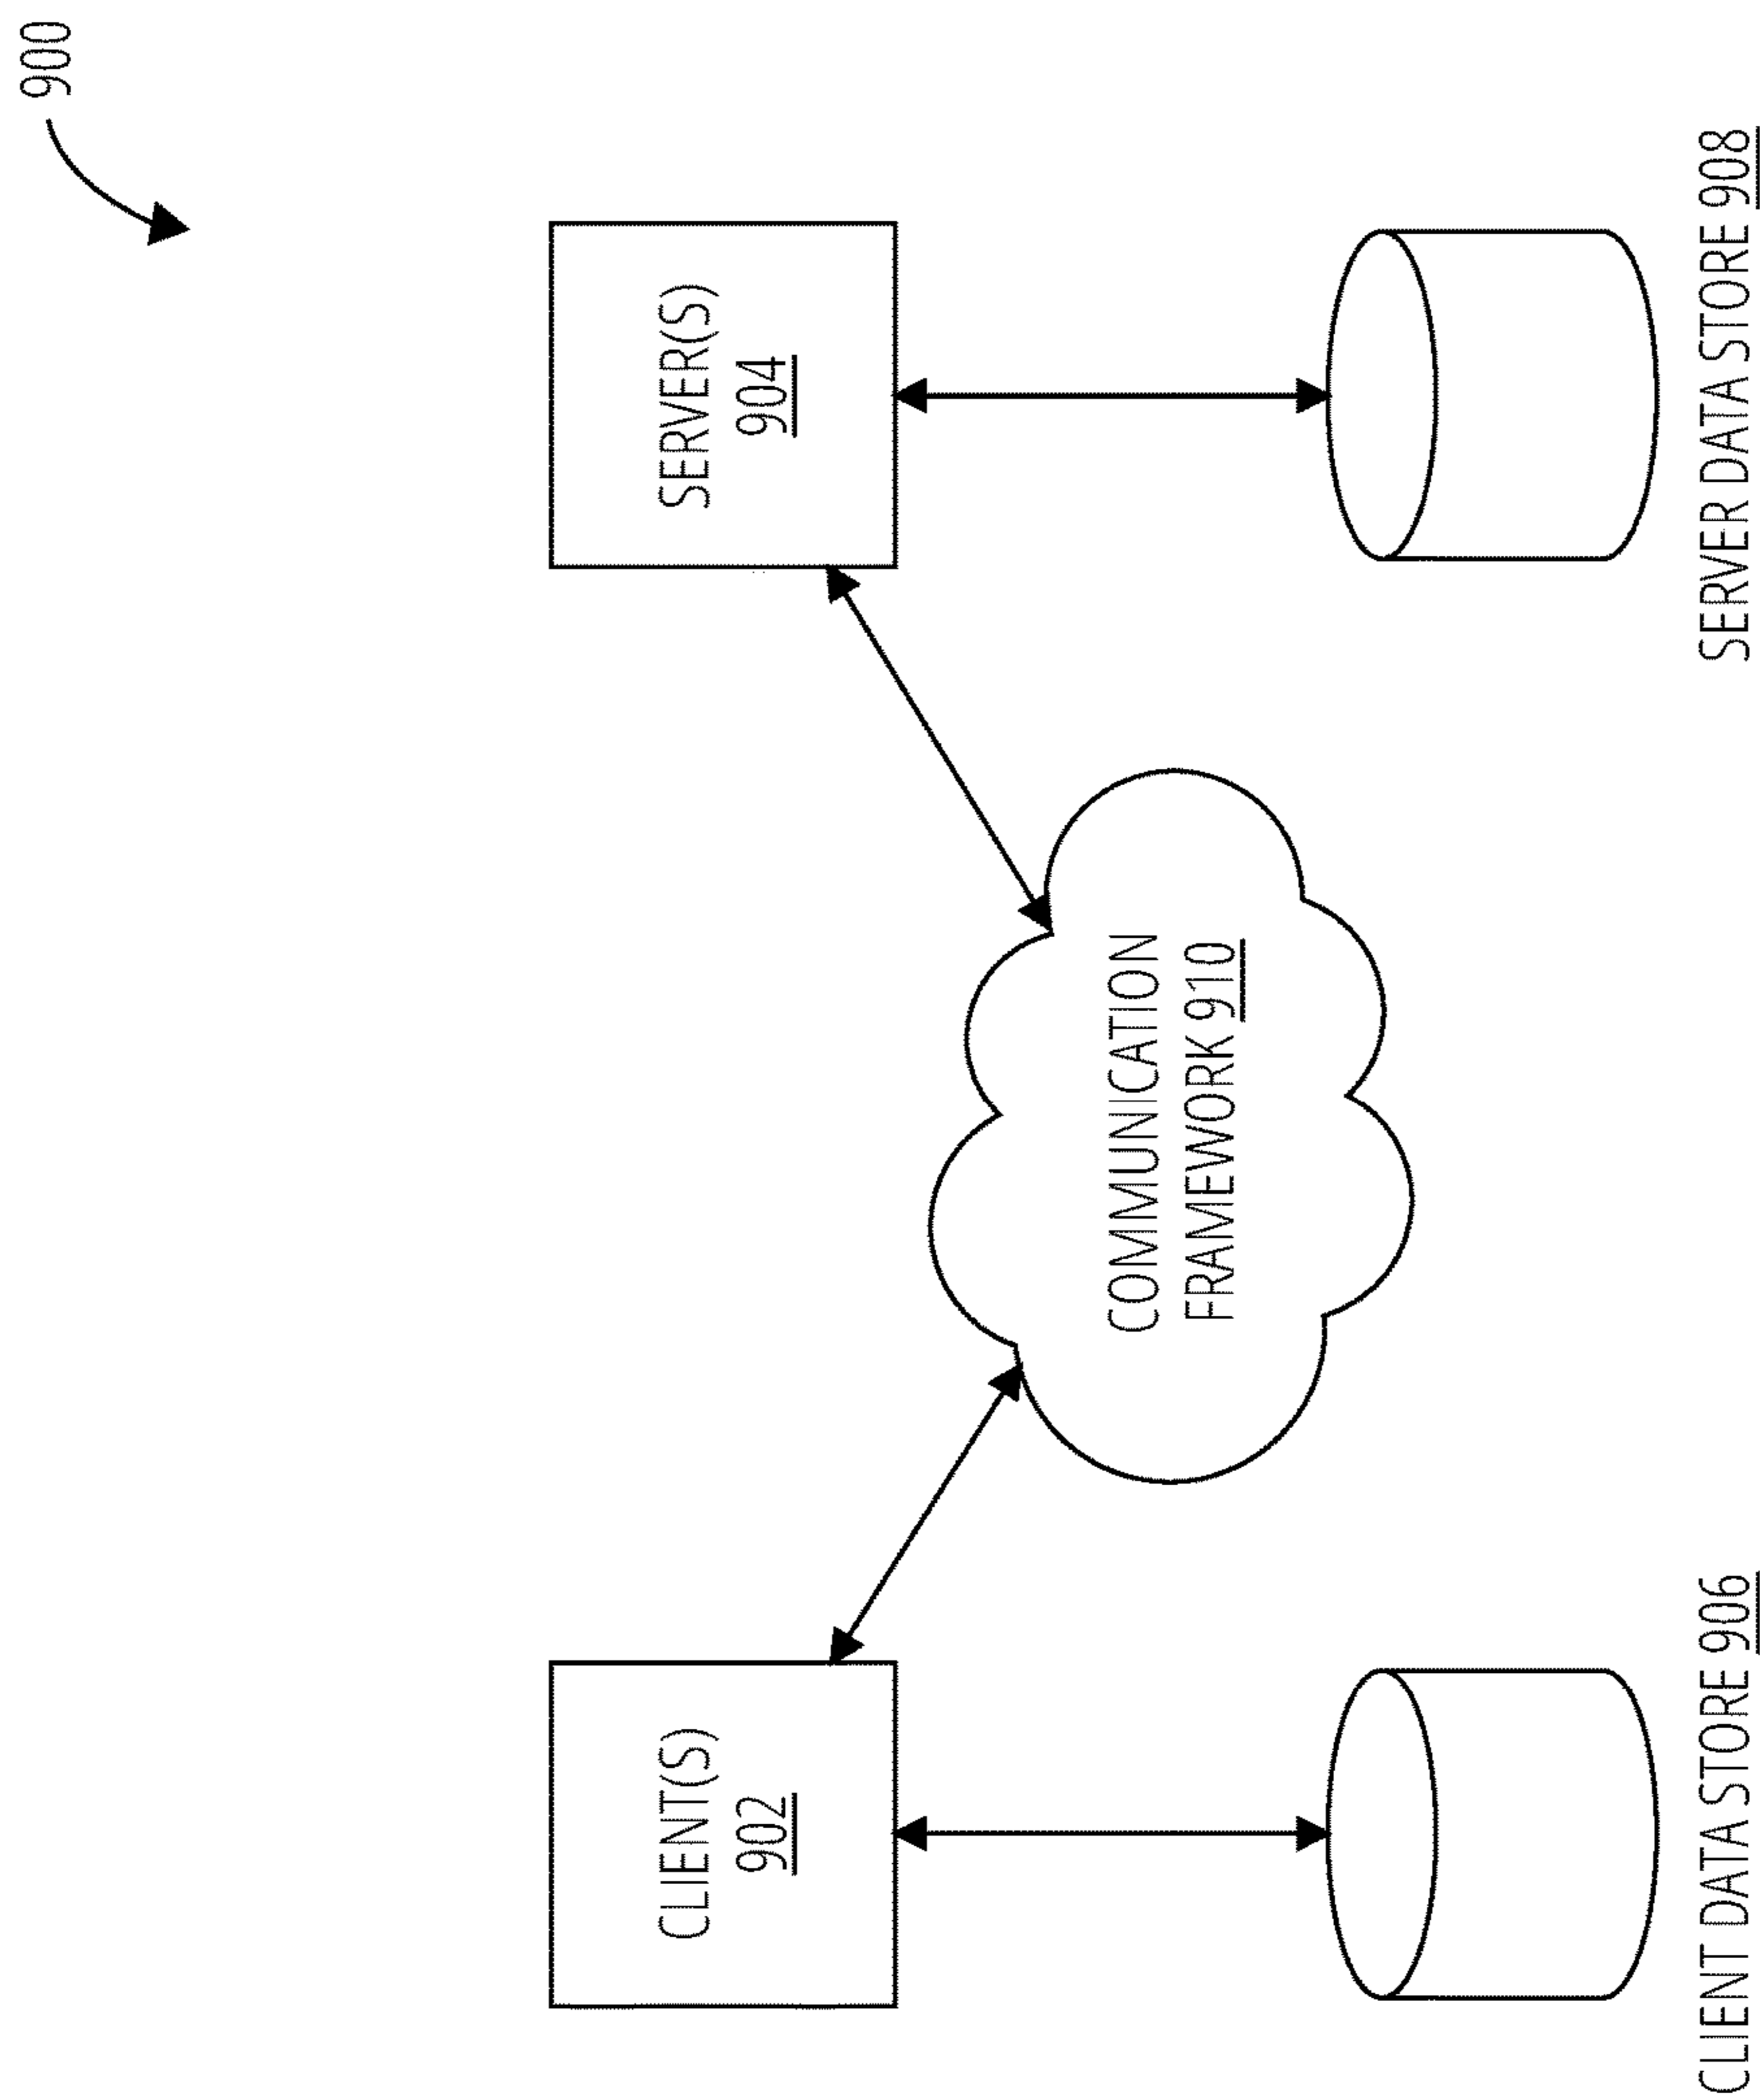 900
CLIENT(S)
902
SERVER(S)
904
COMMUNICATION
FRAMEWORK 910
CLIENT DATA STORE 906
SERVER DATA STORE 908